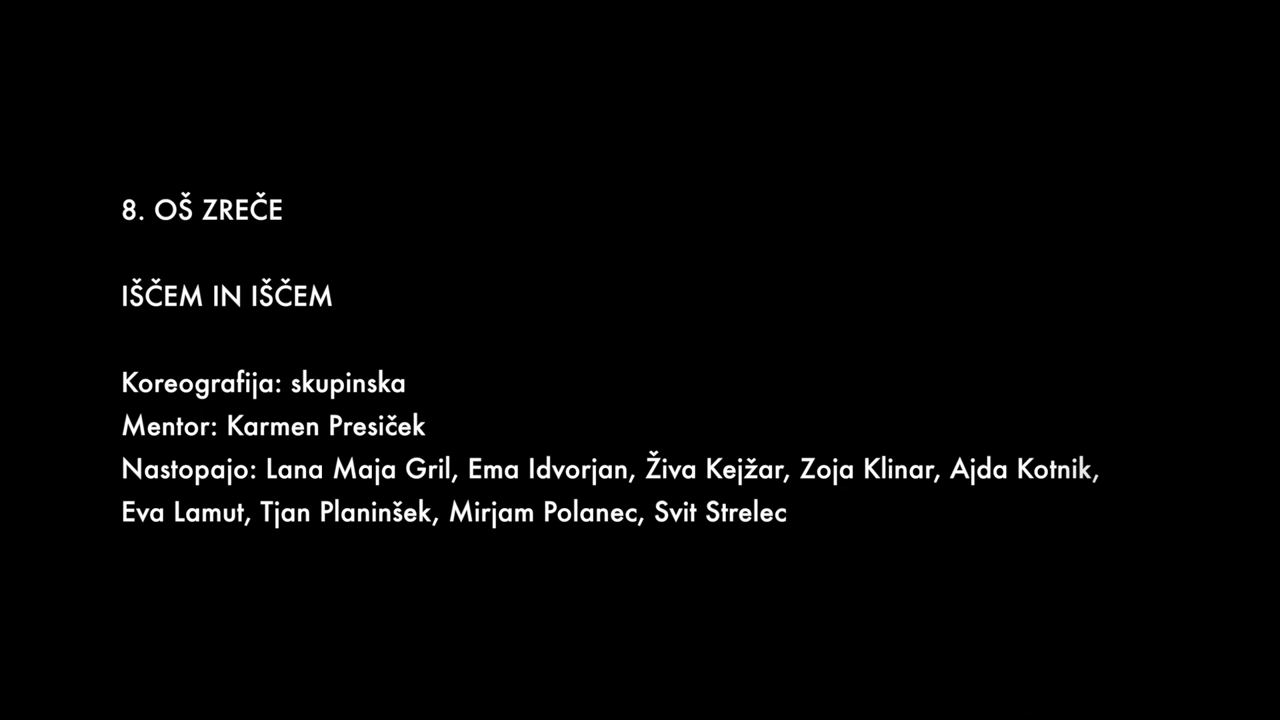 8. OŠ ZREČE
IŠČEM IN IŠČEM
Koreografija: skupinska
Mentor: Karmen Presiček
Nastopajo: Lana Maja Gril, Ema Idvorjan, Živa Kejžar, Zoja Klinar, Ajda Kotnik,
Eva Lamut, Tjan Planinšek, Mirjam Polanec, Svit Strelec